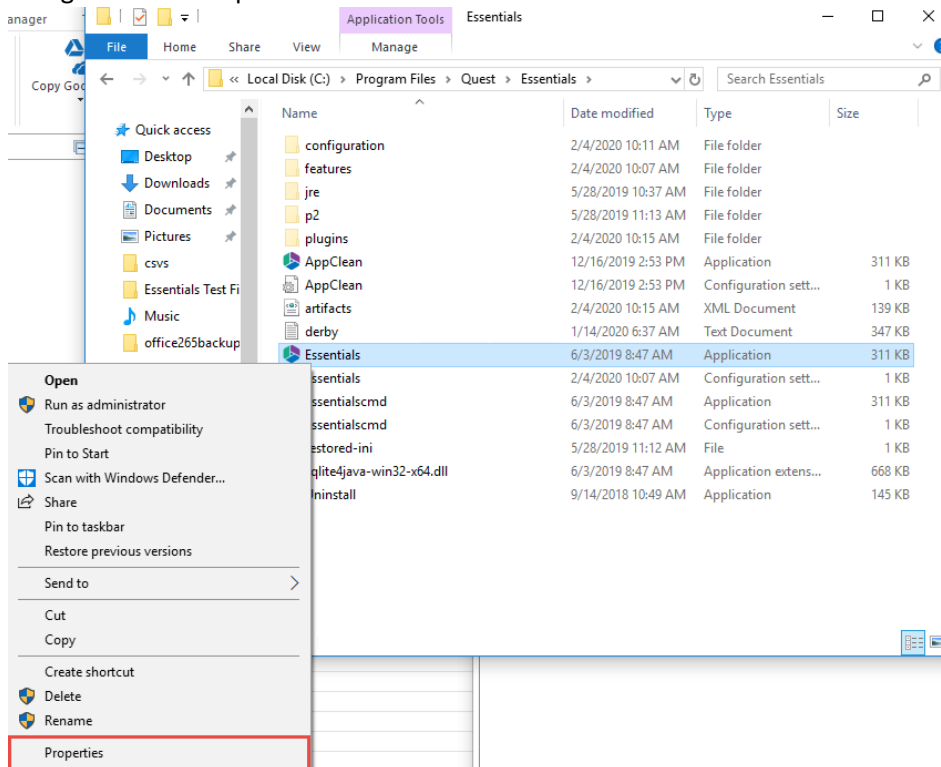 anager
Application Tools Essentials
File Home Share View Manage
Copy Goo
« Local Disk (C:) > Program Files > Quest > Essentials > Search Essentials
Name Date modified Type Size
Quick access
Desktop
Downloads
Documents
Pictures
csvs
Essentials Test Fi
Music
office265backup
configuration 2/4/2020 10:11 AM File folder
features 2/4/2020 10:07 AM File folder
jre 5/28/2019 10:37 AM File folder
p2 5/28/2019 11:13 AM File folder
plugins 2/4/2020 10:15 AM File folder
AppClean 12/16/2019 2:53 PM Application 311 KB
AppClean 12/16/2019 2:53 PM Configuration sett... 1 KB
artifacts 2/4/2020 10:15 AM XML Document 139 KB
derby 1/14/2020 6:37 AM Text Document 347 KB
Essentials 6/3/2019 8:47 AM Application 311 KB
ssentials 2/4/2020 10:07 AM Configuration sett... 1 KB
ssentialscmd 6/3/2019 8:47 AM Application 311 KB
ssentialscmd 6/3/2019 8:47 AM Configuration sett... 1 KB
estored-ini 5/28/2019 11:12 AM File 1 KB
qlite4java-win32-x64.dll 6/3/2019 8:47 AM Application extens... 668 KB
ninstall 9/14/2018 10:49 AM Application 145 KB
Open
Run as administrator
Troubleshoot compatibility
Pin to Start
Scan with Windows Defender...
Share
Pin to taskbar
Restore previous versions
Send to
Cut
Copy
Create shortcut
Delete
Rename
Properties